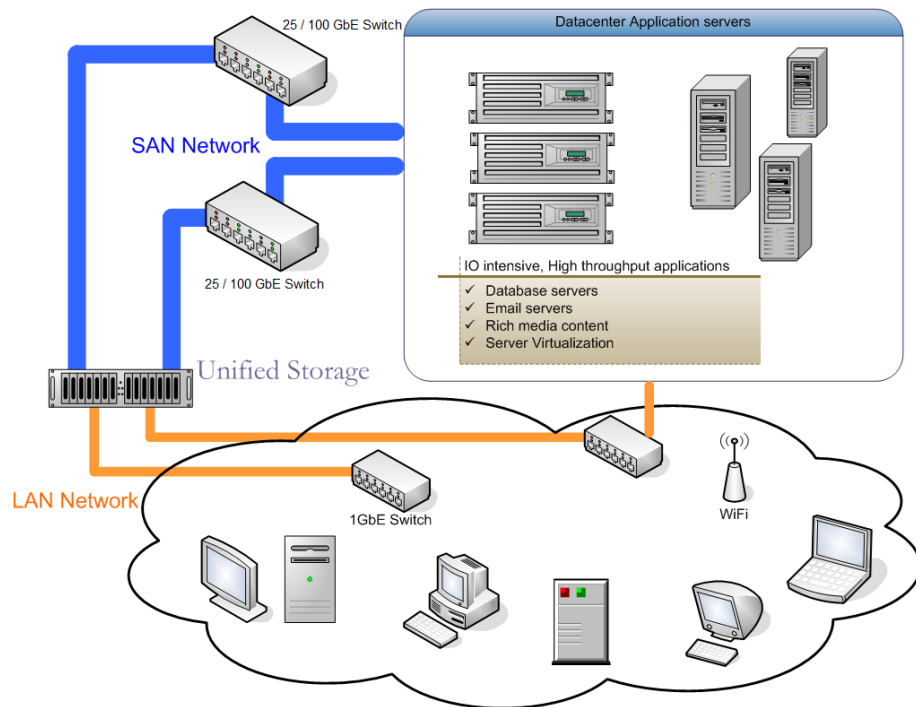 25 / 100 GbE Switch
Datacenter Application servers
SAN Network
25 / 100 GbE Switch
IO intensive, High throughput applications
✓ Database servers
✓ Email servers
✓ Rich media content
✓ Server Virtualization
Unified Storage
LAN Network
1GbE Switch
WiFi